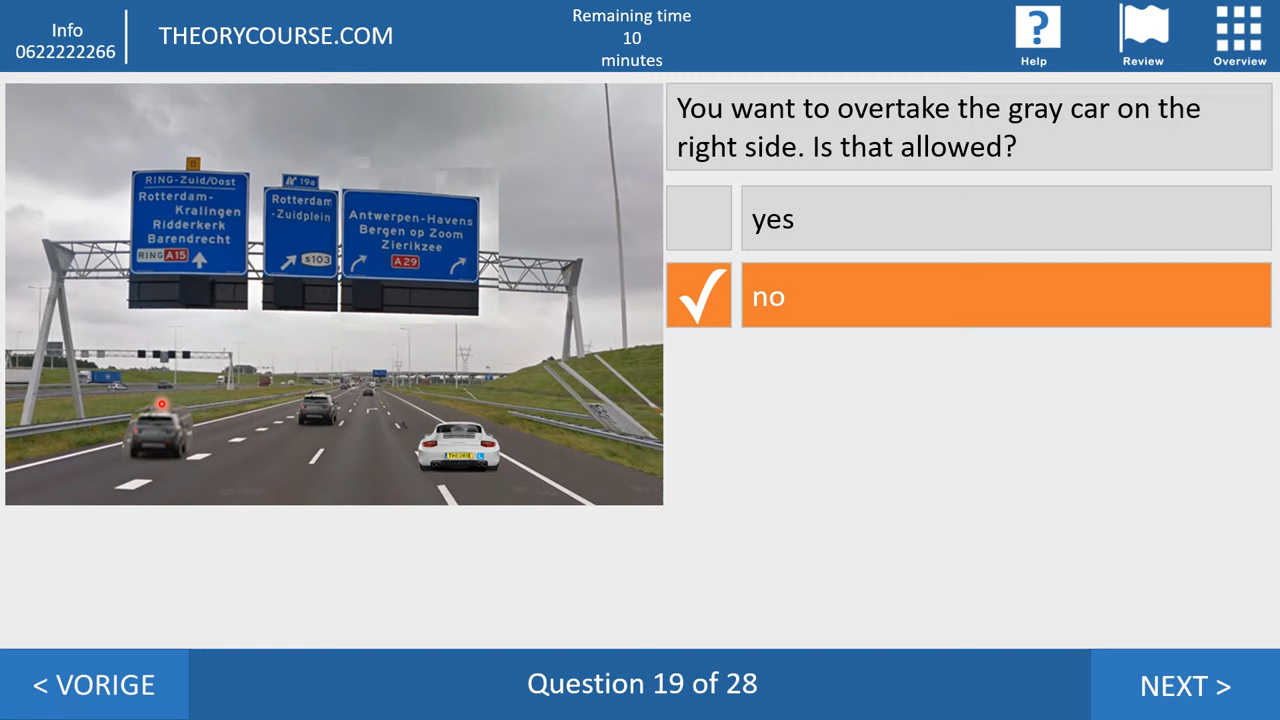 Info
0622222266
THEORYCOURSE.COM
Remaining time
10
minutes
Help
Review
Overview
RING-Zuid/Oost
Rotterdam-
Kralingen
Ridderkerk
Barendrecht
RING A15
19a
Rotterdam
-Zuidplein
s103
Antwerpen-Havens
Bergen op Zoom
Zierikzee
A29
THEORIE
L
You want to overtake the gray car on the
right side. Is that allowed?
yes
no
< VORIGE
Question 19 of 28
NEXT >